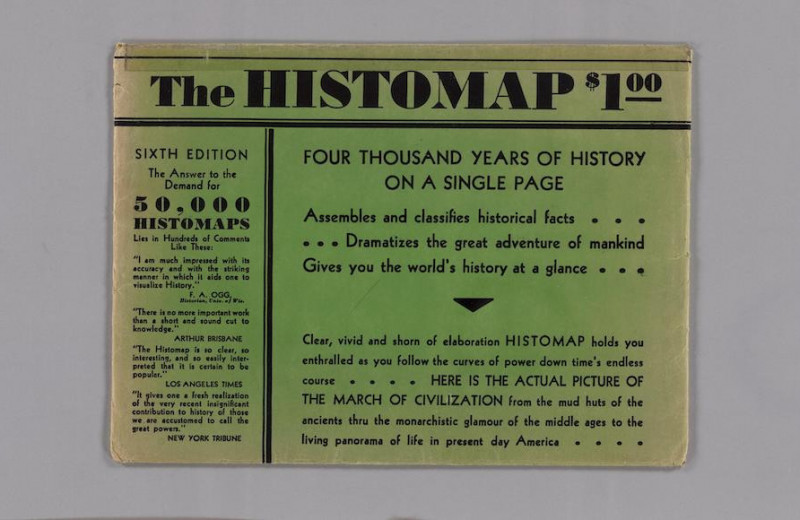 The HISTOMAP $1.00
SIXTH EDITION
The Answer to the
Demand for
50,000
HISTOMAPS
Lies in Hundreds of Comments
Like These:
"I am much impressed with its
accuracy and with the striking
manner in which it aids one to
visualize History."
F. A. OGG,
Historian, Univ. of Wis.
"There is no more important work
than a short and sound cut to
knowledge."
ARTHUR BRISBANE
"The Histomap is so clear, so
interesting, and so easily inter-
preted that it is certain to be
popular."
LOS ANGELES TIMES
"It gives one a fresh realization
of the very recent insignificant
contribution to history of those
we are accustomed to call the
great powers."
NEW YORK TRIBUNE
FOUR THOUSAND YEARS OF HISTORY
ON A SINGLE PAGE
Assembles and classifies historical facts . . .
. . . Dramatizes the great adventure of mankind
Gives you the world's history at a glance . . .
Clear, vivid and shorn of elaboration HISTOMAP holds you
enthralled as you follow the curves of power down time's endless
course . . . . HERE IS THE ACTUAL PICTURE OF
THE MARCH OF CIVILIZATION from the mud huts of the
ancients thru the monarchistic glamour of the middle ages to the
living panorama of life in present day America . . . .